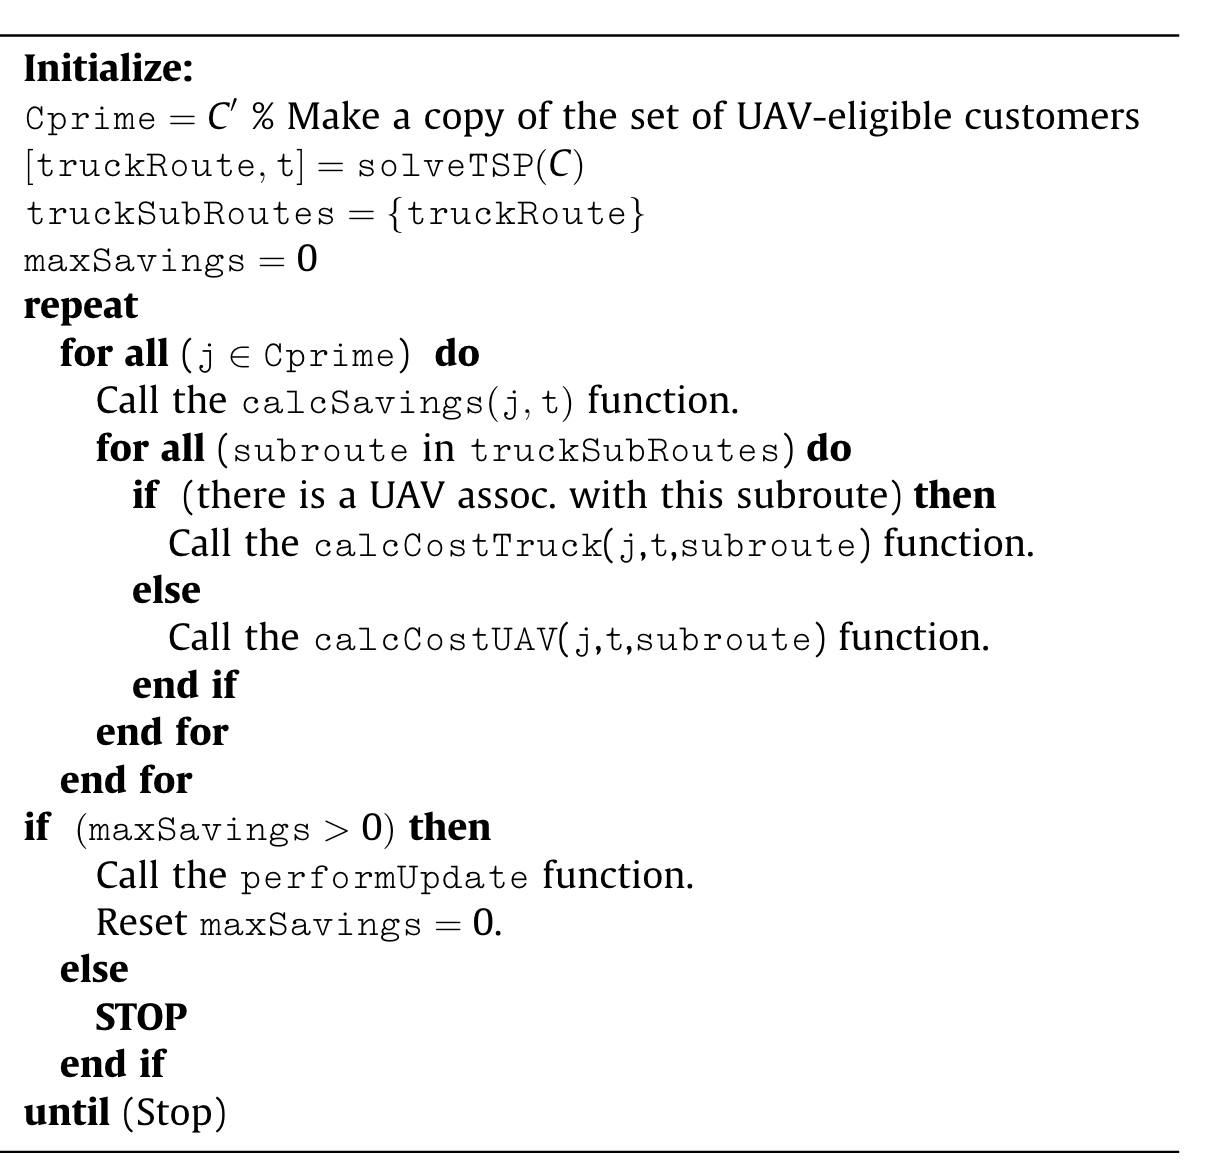 Initialize:
Cprime = C′ % Make a copy of the set of UAV-eligible customers
[truckRoute, t] = solveTSP(C)
truckSubRoutes = {truckRoute}
maxSavings = 0
repeat
for all (j ∈ Cprime) do
Call the calcSavings(j, t) function.
for all (subroute in truckSubRoutes) do
if (there is a UAV assoc. with this subroute) then
Call the calcCostTruck(j,t,subroute) function.
else
Call the calcCostUAV(j,t,subroute) function.
end if
end for
end for
if (maxSavings > 0) then
Call the performUpdate function.
Reset maxSavings = 0.
else
STOP
end if
until (Stop)